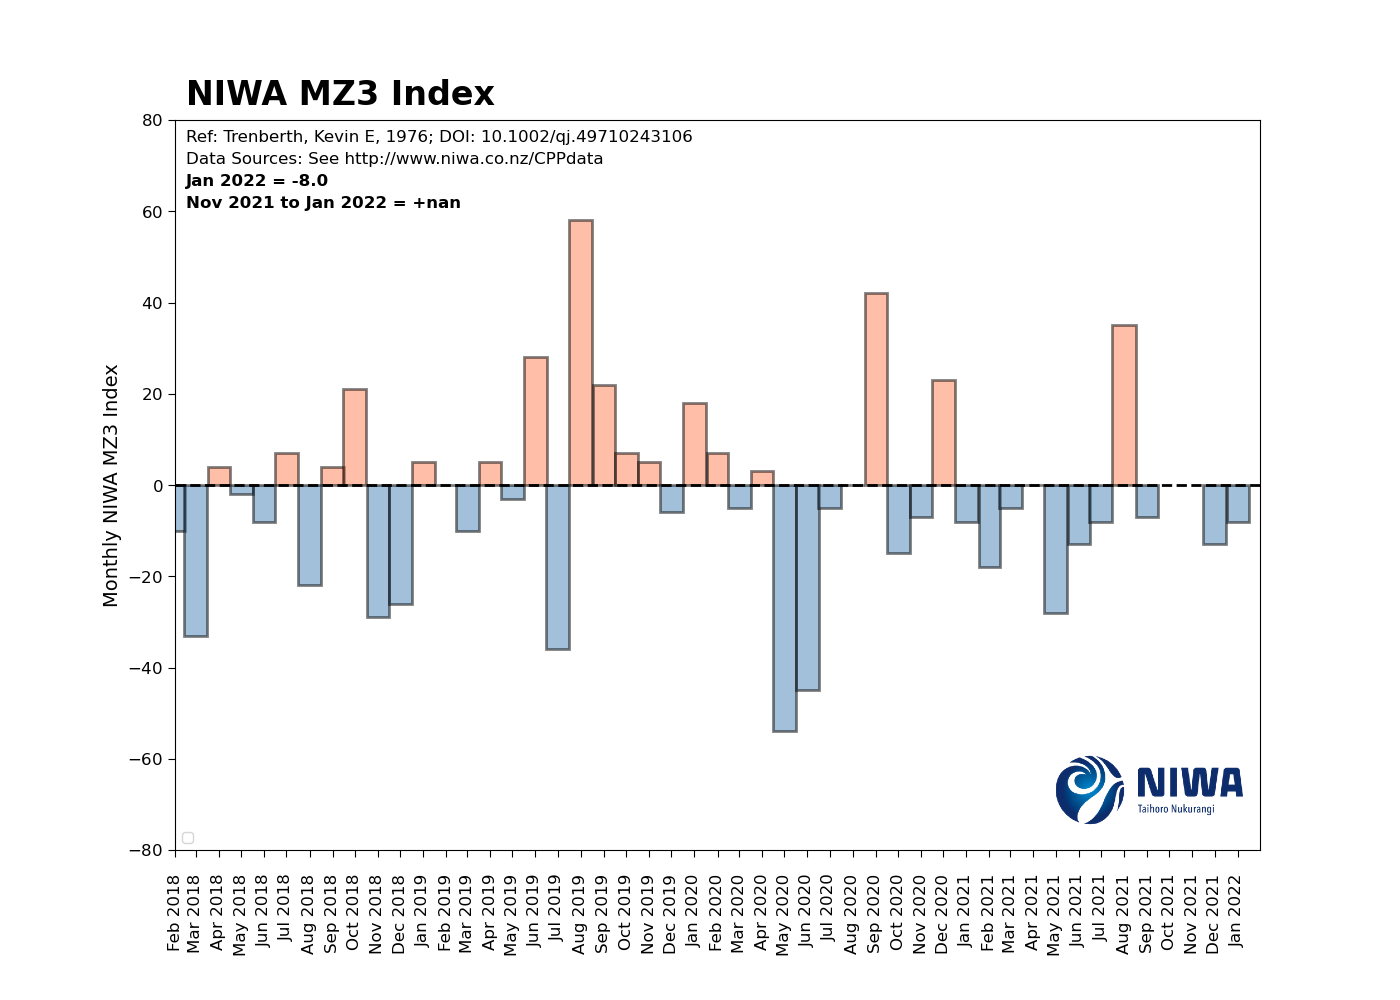 NIWA MZ3 Index
Ref: Trenberth, Kevin E, 1976; DOI: 10.1002/qj.49710243106
Data Sources: See http://www.niwa.co.nz/CPPdata
Jan 2022 = -8.0
Nov 2021 to Jan 2022 = +nan
Monthly NIWA MZ3 Index
80
60
40
20
0
−20
−40
−60
−80
NIWA
Taihoro Nukurangi
Feb 2018
Mar 2018
Apr 2018
May 2018
Jun 2018
Jul 2018
Aug 2018
Sep 2018
Oct 2018
Nov 2018
Dec 2018
Jan 2019
Feb 2019
Mar 2019
Apr 2019
May 2019
Jun 2019
Jul 2019
Aug 2019
Sep 2019
Oct 2019
Nov 2019
Dec 2019
Jan 2020
Feb 2020
Mar 2020
Apr 2020
May 2020
Jun 2020
Jul 2020
Aug 2020
Sep 2020
Oct 2020
Nov 2020
Dec 2020
Jan 2021
Feb 2021
Mar 2021
Apr 2021
May 2021
Jun 2021
Jul 2021
Aug 2021
Sep 2021
Oct 2021
Nov 2021
Dec 2021
Jan 2022